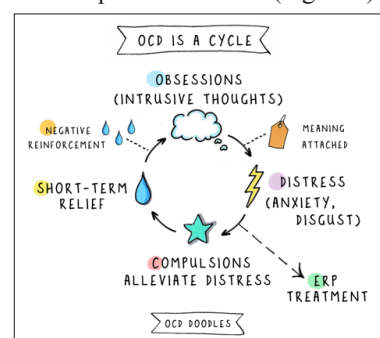 OCD IS A CYCLE
OBSESSIONS
(INTRUSIVE THOUGHTS)
NEGATIVE
REINFORCEMENT
MEANING
ATTACHED
SHORT-TERM
RELIEF
DISTRESS
(ANXIETY,
DISGUST)
COMPULSIONS
ALLEVIATE DISTRESS
ERP
TREATMENT
OCD DOODLES